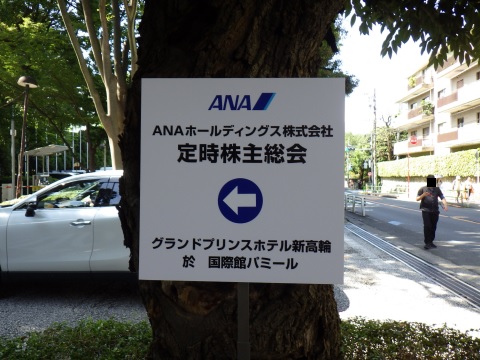 ANA
ANAホールディングス株式会社
定時株主総会
グランドプリンスホテル新高輪
於 国際館パミール